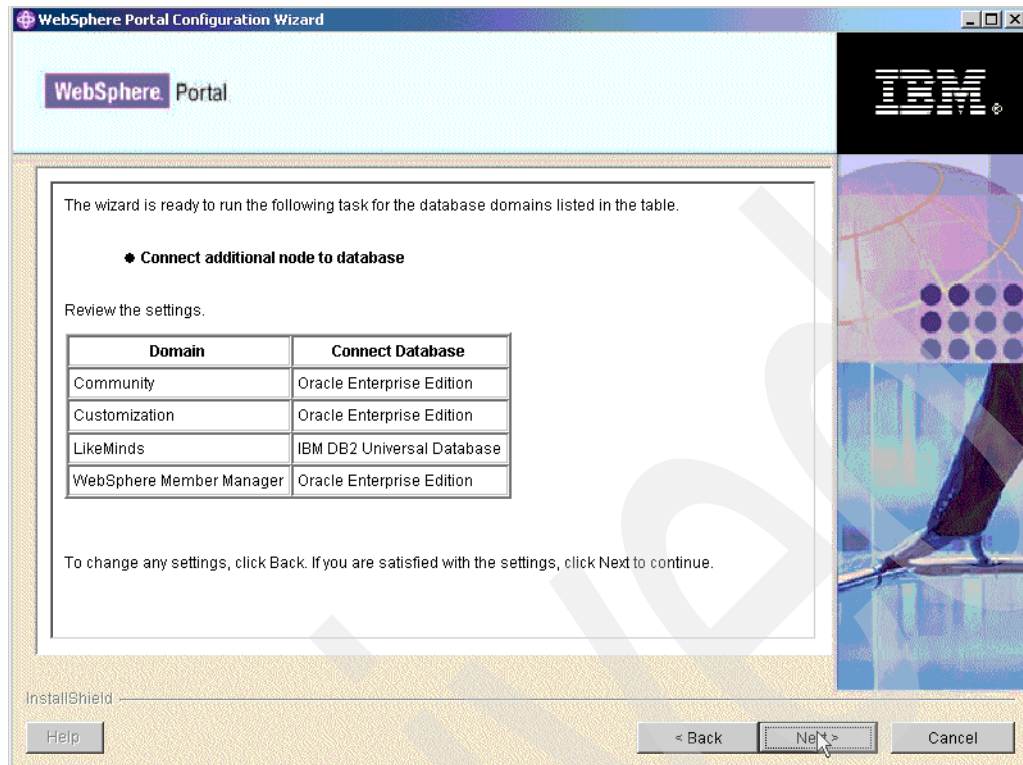 WebSphere Portal Configuration Wizard
WebSphere. Portal
IBM®
The wizard is ready to run the following task for the database domains listed in the table.
Connect additional node to database
Review the settings.
Domain Connect Database
Community Oracle Enterprise Edition
Customization Oracle Enterprise Edition
LikeMinds IBM DB2 Universal Database
WebSphere Member Manager Oracle Enterprise Edition
To change any settings, click Back. If you are satisfied with the settings, click Next to continue.
InstallShield
Help < Back Next > Cancel